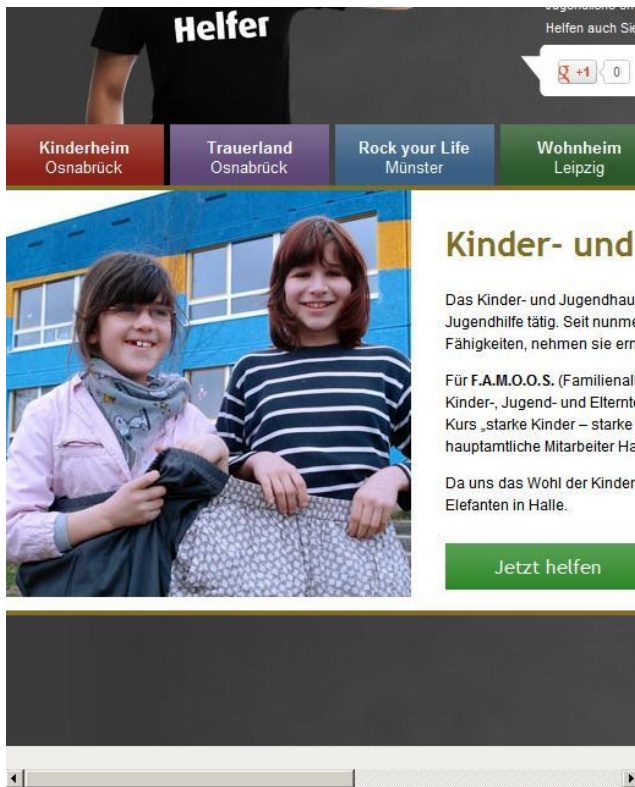 Helfer
Helfen auch Sie
+1 0
Kinderheim
Osnabrück
Trauerland
Osnabrück
Rock your Life
Münster
Wohnheim
Leipzig
Kinder- und
Das Kinder- und Jugendhau
Jugendhilfe tätig. Seit nunme
Fähigkeiten, nehmen sie ern
Für F.A.M.O.O.S. (Familienal
Kinder-, Jugend- und Elternte
Kurs „starke Kinder – starke
hauptamtliche Mitarbeiter Ha
Da uns das Wohl der Kinder
Elefanten in Halle.
Jetzt helfen